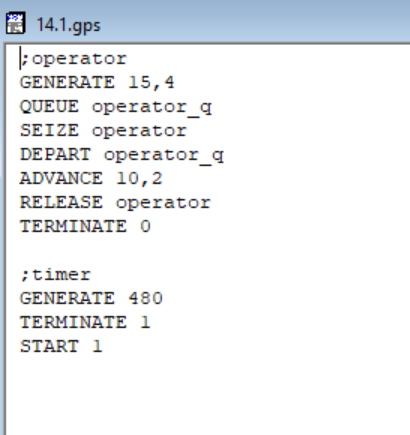 14.1.gps
;operator
GENERATE 15,4
QUEUE operator_q
SEIZE operator
DEPART operator_q
ADVANCE 10,2
RELEASE operator
TERMINATE 0
;timer
GENERATE 480
TERMINATE 1
START 1